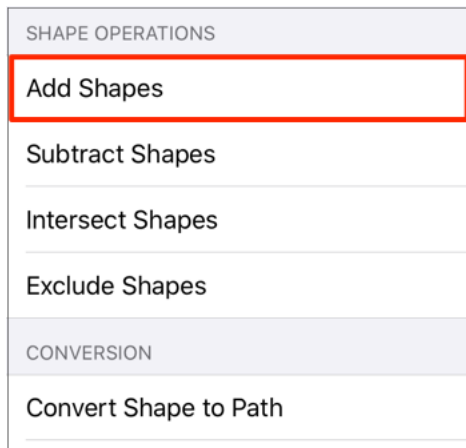 SHAPE OPERATIONS
Add Shapes
Subtract Shapes
Intersect Shapes
Exclude Shapes
CONVERSION
Convert Shape to Path